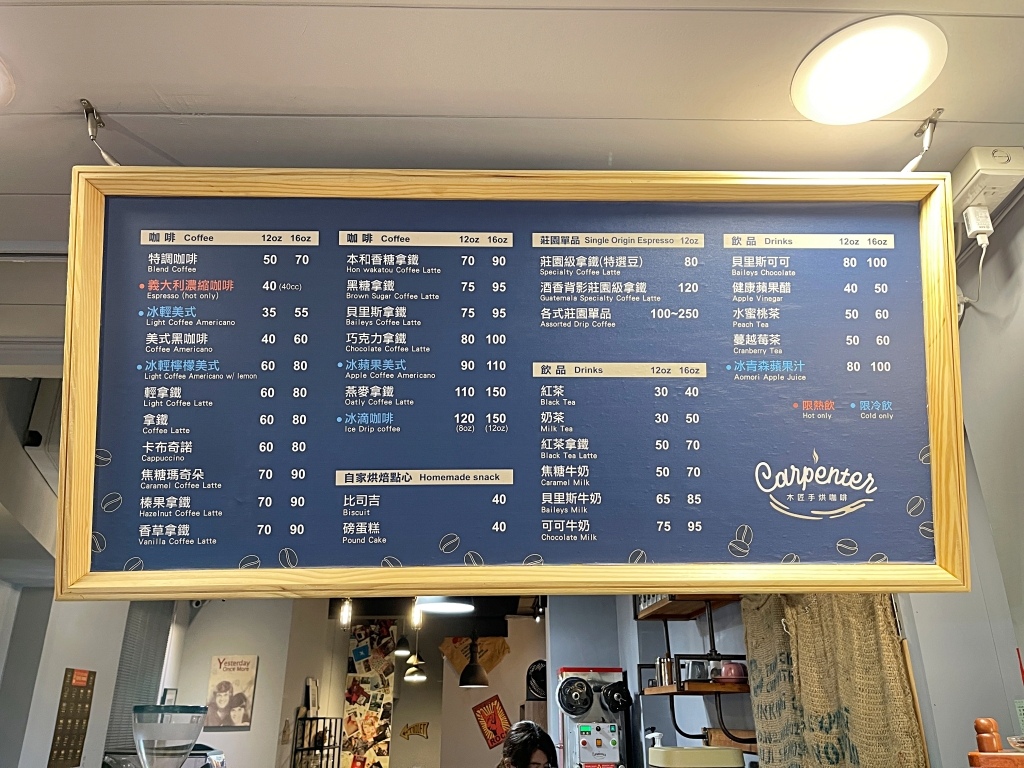 咖啡 Coffee 12oz 16oz
特調咖啡 50 70
Blend Coffee
義大利濃縮咖啡 40 (40cc)
Espresso (hot only)
冰輕美式 35 55
Light Coffee Americano
美式黑咖啡 40 60
Coffee Americano
冰輕檸檬美式 60 80
Light Coffee Americano w/ lemon
輕拿鐵 60 80
Light Coffee Latte
拿鐵 60 80
Coffee Latte
卡布奇諾 60 80
Cappuccino
焦糖瑪奇朵 70 90
Caramel Coffee Latte
榛果拿鐵 70 90
Hazelnut Coffee Latte
香草拿鐵 70 90
Vanilla Coffee Latte
咖啡 Coffee 12oz 16oz
本和香糖拿鐵 70 90
Hon wakatou Coffee Latte
黑糖拿鐵 75 95
Brown Sugar Coffee Latte
貝里斯拿鐵 75 95
Baileys Coffee Latte
巧克力拿鐵 80 100
Chocolate Coffee Latte
冰蘋果美式 90 110
Apple Coffee Americano
燕麥拿鐵 110 150
Oatly Coffee Latte
冰滴咖啡 120 150
Ice Drip coffee (8oz) (12oz)
自家烘焙點心 Homemade snack
比司吉 40
Biscuit
磅蛋糕 40
Pound Cake
莊園單品 Single Origin Espresso 12oz
莊園級拿鐵(特選豆) 80
Specialty Coffee Latte
酒香背影莊園級拿鐵 120
Guatemala Specialty Coffee Latte
各式莊園單品 100~250
Assorted Drip Coffee
飲品 Drinks 12oz 16oz
紅茶 30 40
Black Tea
奶茶 30 50
Milk Tea
紅茶拿鐵 50 70
Black Tea Latte
焦糖牛奶 50 70
Caramel Milk
貝里斯牛奶 65 85
Baileys Milk
可可牛奶 75 95
Chocolate Milk
飲品 Drinks 12oz 16oz
貝里斯可可 80 100
Baileys Chocolate
健康蘋果醋 40 50
Apple Vinegar
水蜜桃茶 50 60
Peach Tea
蔓越莓茶 50 60
Cranberry Tea
冰青森蘋果汁 80 100
Aomori Apple Juice
限熱飲 限冷飲
Hot only Cold only
Carpenter
木匠手烘咖啡
Yesterday
Once More